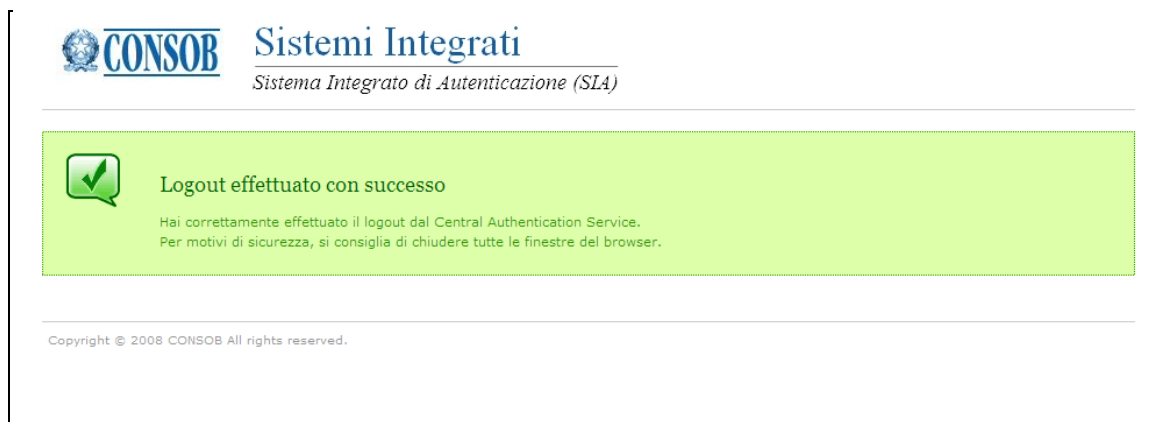 CONSOB
Sistemi Integrati
Sistema Integrato di Autenticazione (SIA)
Logout effettuato con successo
Hai correttamente effettuato il logout dal Central Authentication Service.
Per motivi di sicurezza, si consiglia di chiudere tutte le finestre del browser.
Copyright © 2008 CONSOB All rights reserved.